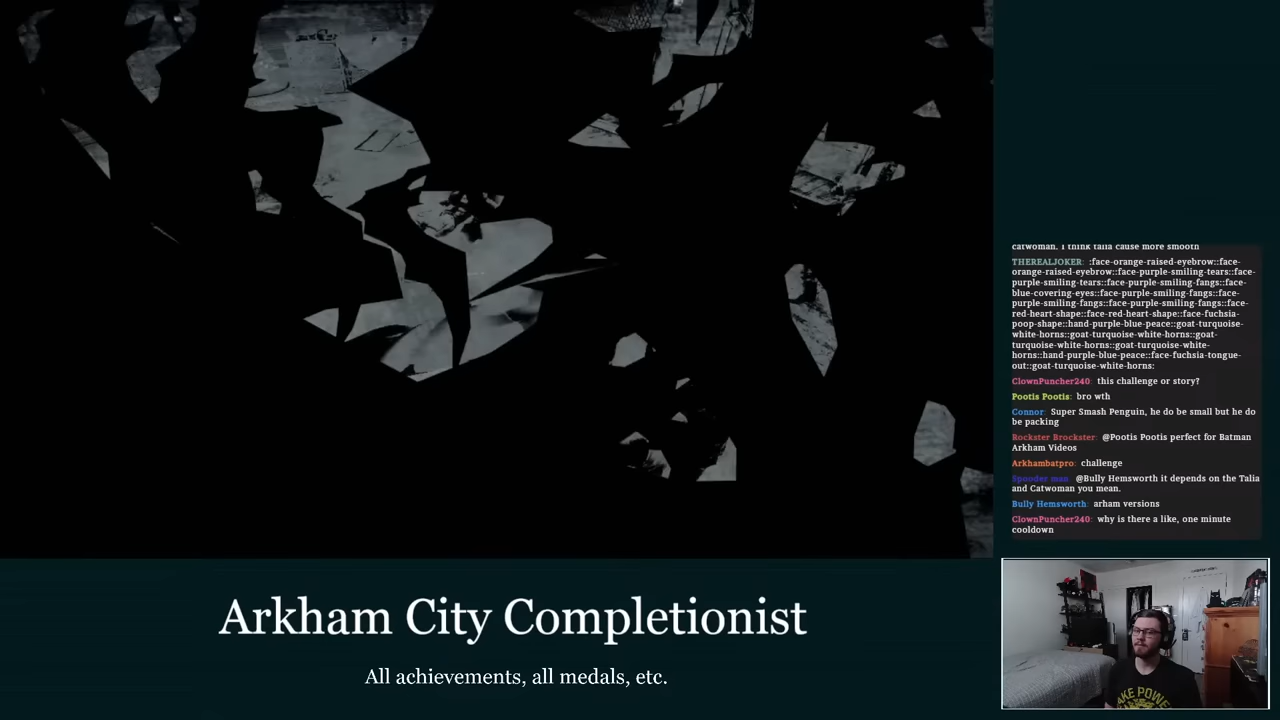 catwoman. I think talia cause more smooth
THEREALJOKER: :face-orange-raised-eyebrow::face-
orange-raised-eyebrow::face-purple-smiling-tears::face-
purple-smiling-tears::face-purple-smiling-fangs::face-
blue-covering-eyes::face-purple-smiling-fangs::face-
purple-smiling-fangs::face-purple-smiling-fangs::face-
red-heart-shape::face-red-heart-shape::face-fuchsia-
poop-shape::hand-purple-blue-peace::goat-turquoise-
white-horns::goat-turquoise-white-horns::goat-
turquoise-white-horns::goat-turquoise-white-
horns::hand-purple-blue-peace::face-fuchsia-tongue-
out::goat-turquoise-white-horns:
ClownPuncher240: this challenge or story?
Pootis Pootis: bro wth
Connor: Super Smash Penguin, he do be small but he do
be packing
Rockster Brockster: @Pootis Pootis perfect for Batman
Arkham Videos
Arkhambatpro: challenge
Spooder man: @Bully Hemsworth it depends on the Talia
and Catwoman you mean.
Bully Hemsworth: arham versions
ClownPuncher240: why is there a like, one minute
cooldown
Arkham City Completionist
All achievements, all medals, etc.